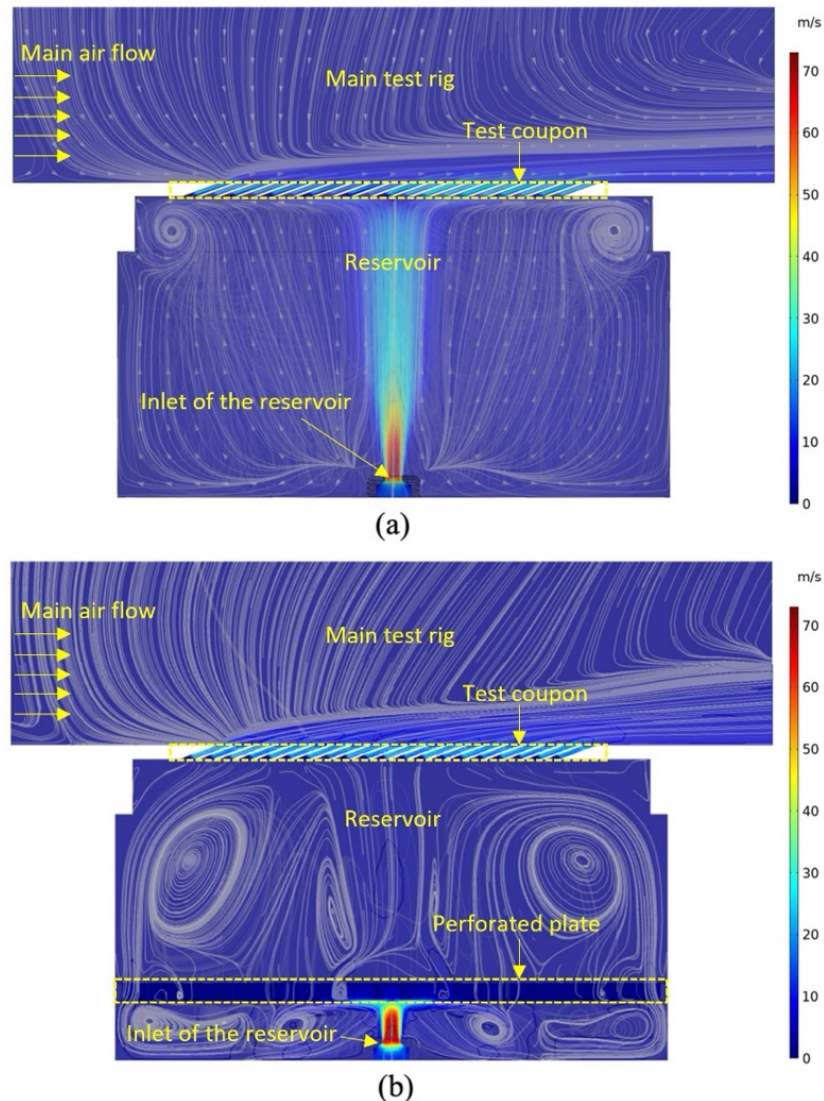 m/s
Main air flow
Main test rig
Test coupon
Reservoir
Inlet of the reservoir
70
60
50
40
30
20
10
0
(a)
m/s
Main air flow
Main test rig
Test coupon
Reservoir
Perforated plate
Inlet of the reservoir
70
60
50
40
30
20
10
0
(b)